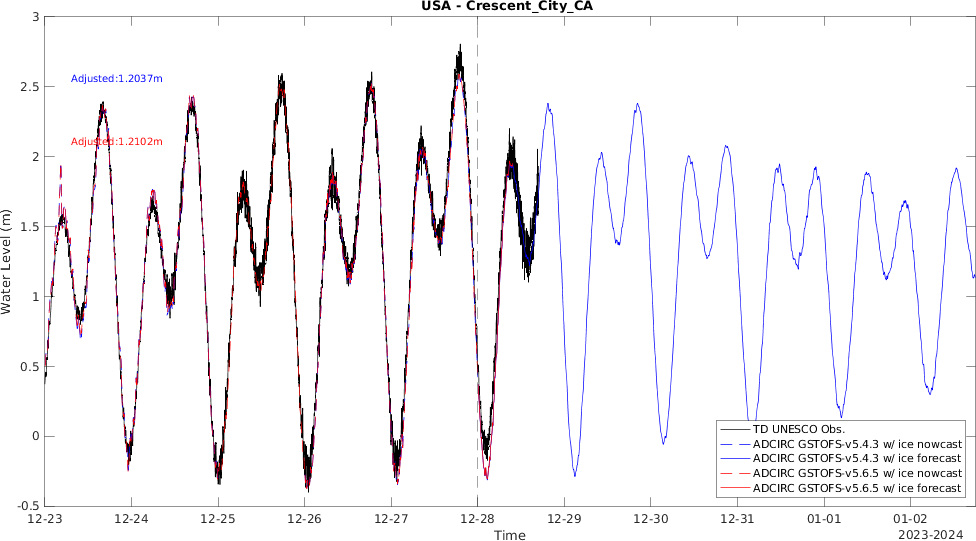 USA - Crescent_City_CA
3
2.5
2
1.5
1
0.5
0
-0.5
Water Level (m)
Adjusted:1.2037m
Adjusted:1.2102m
TD UNESCO Obs.
ADCIRC GSTOFS-v5.4.3 w/ ice nowcast
ADCIRC GSTOFS-v5.4.3 w/ ice forecast
ADCIRC GSTOFS-v5.6.5 w/ ice nowcast
ADCIRC GSTOFS-v5.6.5 w/ ice forecast
12-23 12-24 12-25 12-26 12-27 12-28 12-29 12-30 12-31 01-01 01-02
Time
2023-2024